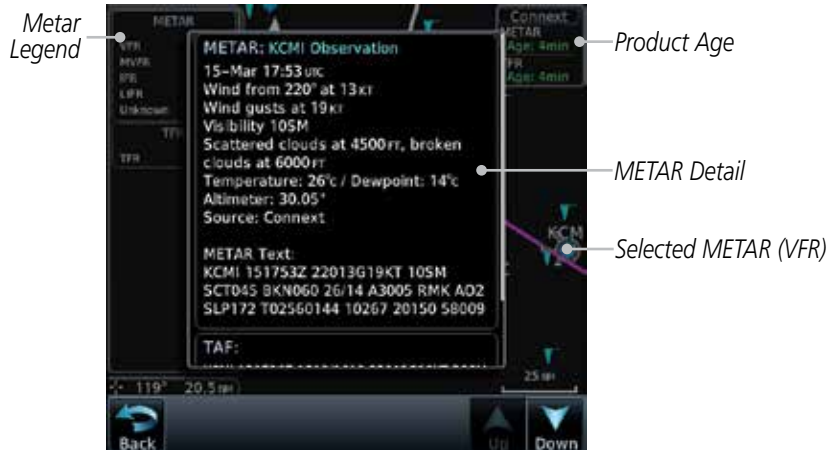 Metar
Legend
METAR
VFR
MVFR
IFR
LIFR
Unknown
TFR
TFR
METAR: KCMI Observation
15-Mar 17:53 UTC
Wind from 220° at 13KT
Wind gusts at 19KT
Visibility 10SM
Scattered clouds at 4500FT, broken
clouds at 6000FT
Temperature: 26°C / Dewpoint: 14°C
Altimeter: 30.05"
Source: Connext
METAR Text:
KCMI 151753Z 22013G19KT 10SM
SCT045 BKN060 26/14 A3005 RMK AO2
SLP172 T02560144 10267 20150 58009
TAF:
Connext
METAR
Age: 4min
TFR
Age: 4min
Product Age
METAR Detail
KCM
Selected METAR (VFR)
25 NM
119° 20.5 NM
Back
Up
Down